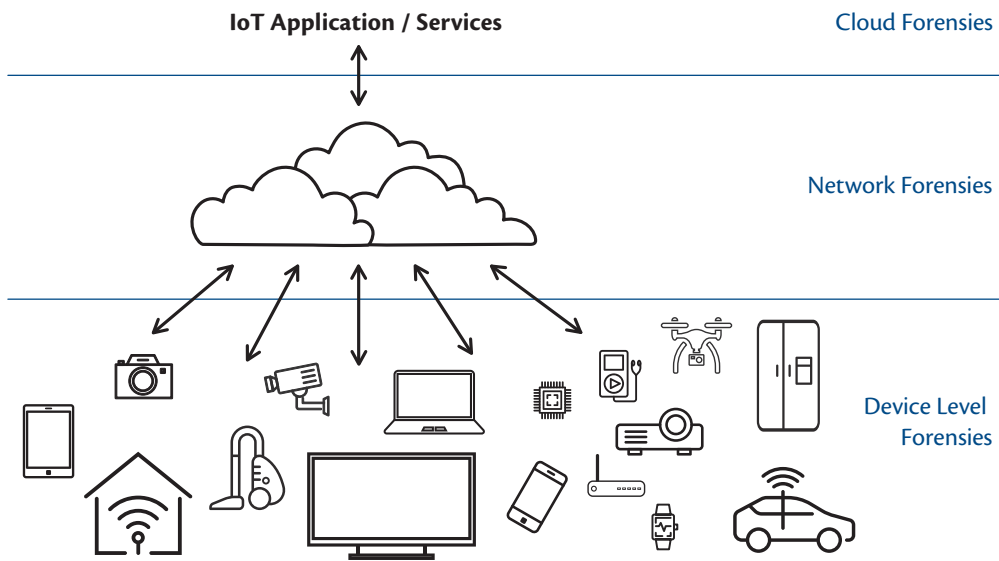 IoT Application / Services
Cloud Forensies
Network Forensies
Device Level
Forensies